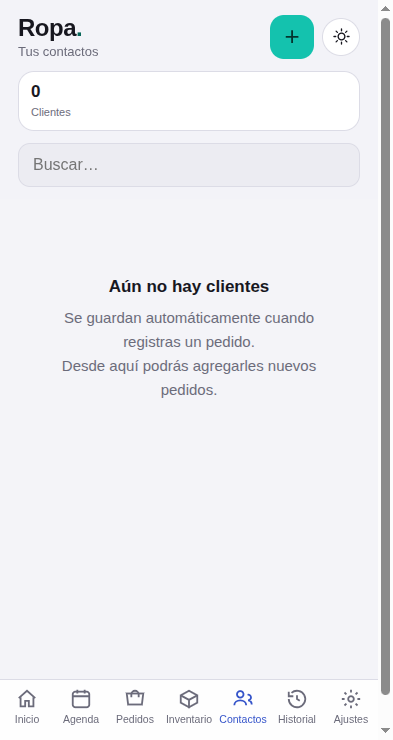 Ropa.
Tus contactos
+
0
Clientes
Buscar…
Aún no hay clientes
Se guardan automáticamente cuando
registras un pedido.
Desde aquí podrás agregarles nuevos
pedidos.
Inicio
Agenda
Pedidos
Inventario
Contactos
Historial
Ajustes